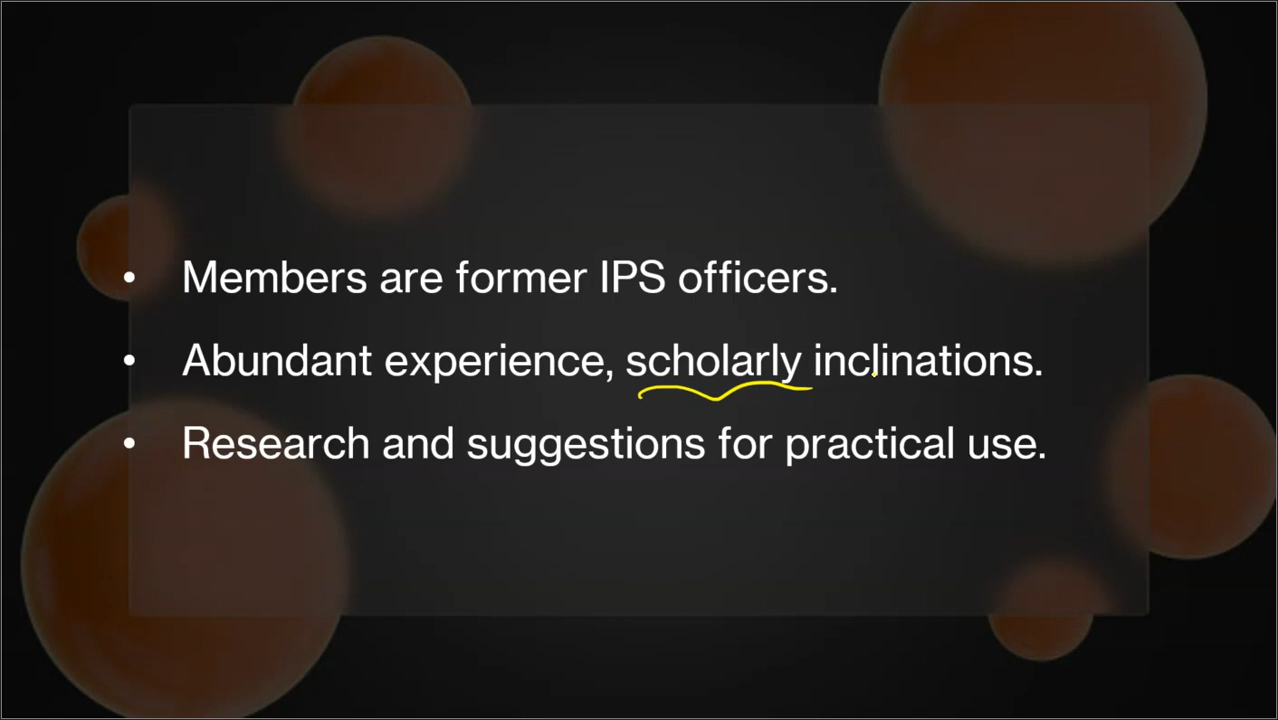 • Members are former IPS officers.
• Abundant experience, scholarly inclinations.
• Research and suggestions for practical use.